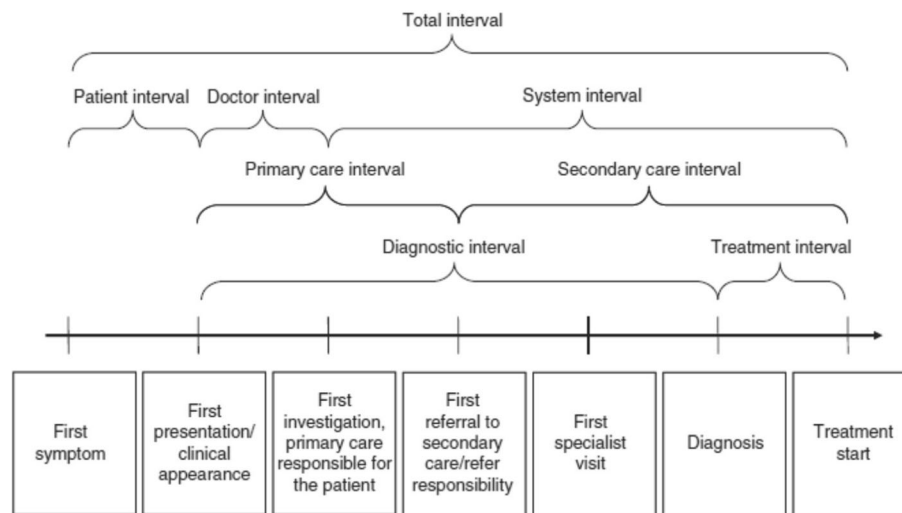 Total interval
Patient interval
Doctor interval
System interval
Primary care interval
Secondary care interval
Diagnostic interval
Treatment interval
First
symptom
First
presentation/
clinical
appearance
First
investigation,
primary care
responsible for
the patient
First
referral to
secondary
care/refer
responsibility
First
specialist
visit
Diagnosis
Treatment
start